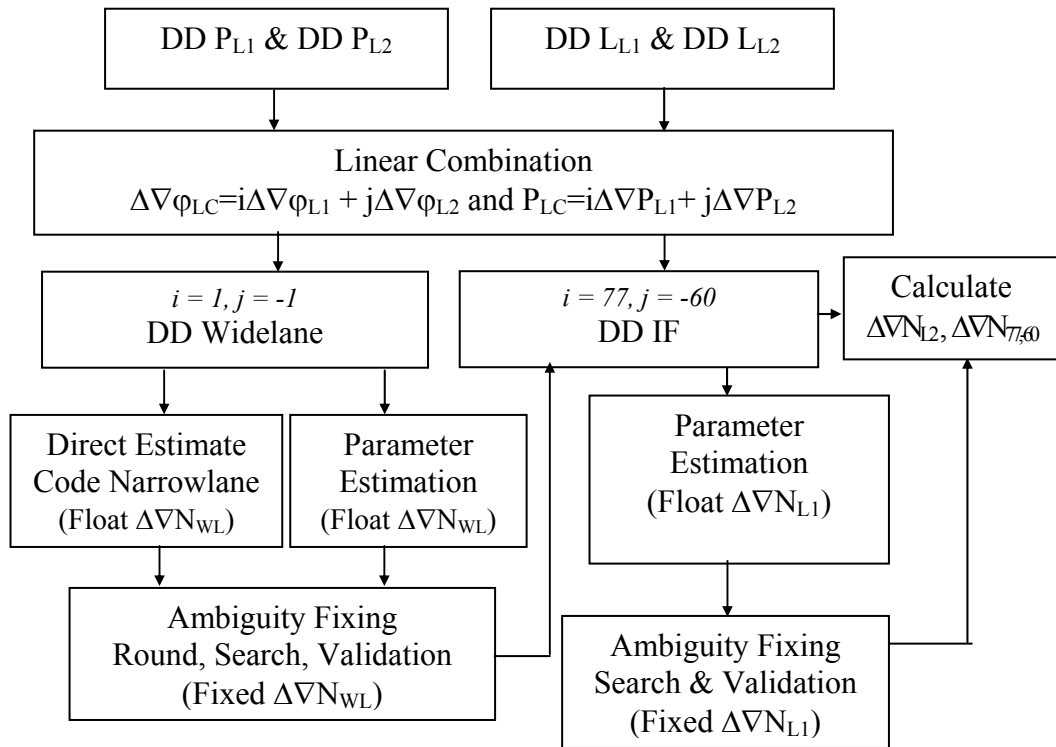 DD P_L1 & DD P_L2
DD L_L1 & DD L_L2
Linear Combination
Δ∇φ_LC=iΔ∇φ_L1 + jΔ∇φ_L2 and P_LC=iΔ∇P_L1+ jΔ∇P_L2
i = 1, j = -1
DD Widelane
i = 77, j = -60
DD IF
Calculate
Δ∇N_L2, Δ∇N_77,-60
Direct Estimate
Code Narrowlane
(Float Δ∇N_WL)
Parameter
Estimation
(Float Δ∇N_WL)
Parameter
Estimation
(Float Δ∇N_L1)
Ambiguity Fixing
Round, Search, Validation
(Fixed Δ∇N_WL)
Ambiguity Fixing
Search & Validation
(Fixed Δ∇N_L1)